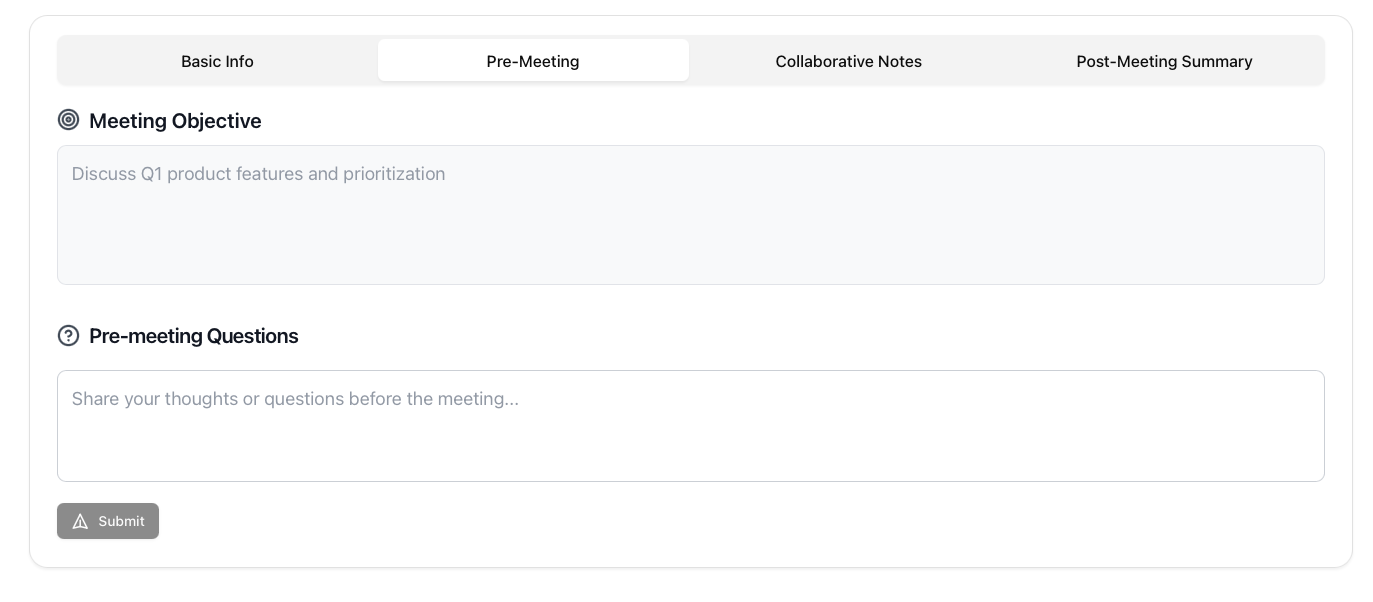 Basic Info
Pre-Meeting
Collaborative Notes
Post-Meeting Summary
Meeting Objective
Discuss Q1 product features and prioritization
Pre-meeting Questions
Share your thoughts or questions before the meeting...
Submit